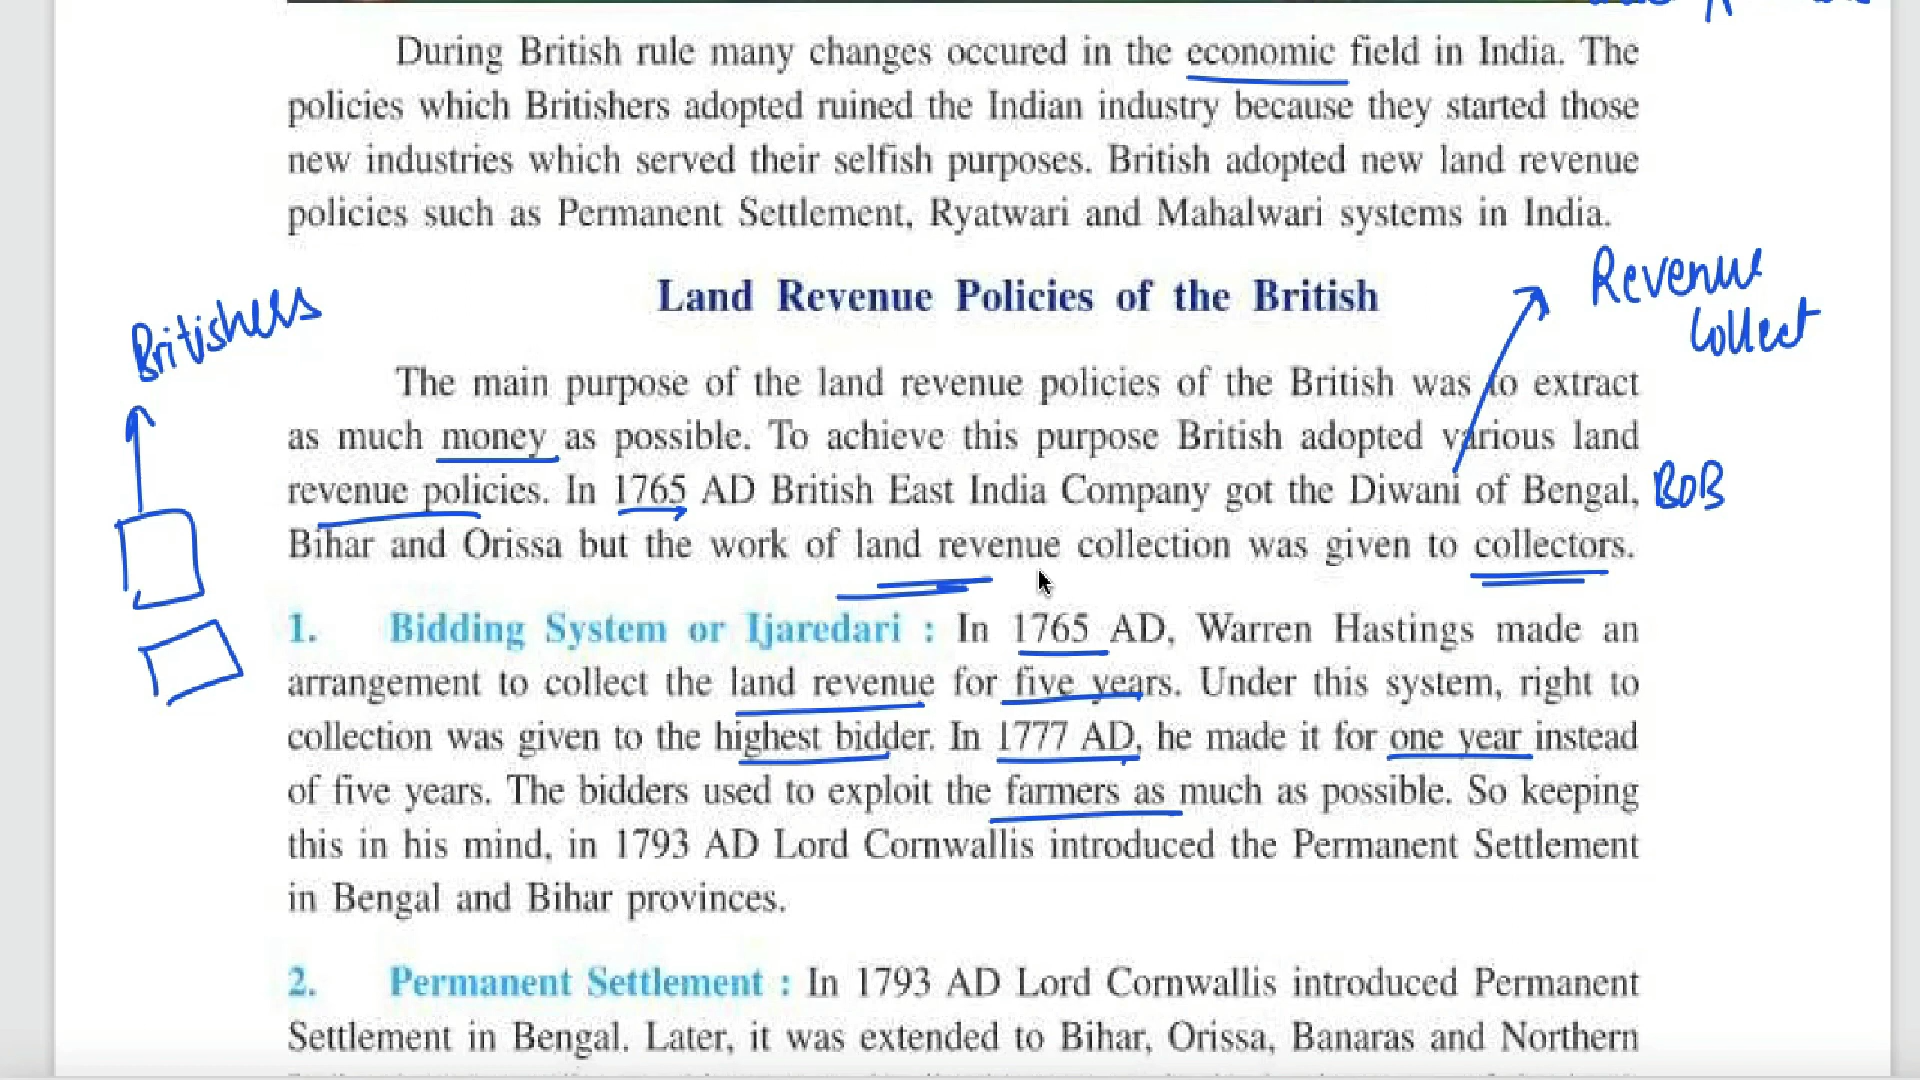 During British rule many changes occured in the economic field in India. The
policies which Britishers adopted ruined the Indian industry because they started those
new industries which served their selfish purposes. British adopted new land revenue
policies such as Permanent Settlement, Ryatwari and Mahalwari systems in India.
Revenue
Collect
Land Revenue Policies of the British
Britishers
The main purpose of the land revenue policies of the British was to extract
as much money as possible. To achieve this purpose British adopted various land
revenue policies. In 1765 AD British East India Company got the Diwani of Bengal, BOB
Bihar and Orissa but the work of land revenue collection was given to collectors.
1. Bidding System or Ijaredari : In 1765 AD, Warren Hastings made an
arrangement to collect the land revenue for five years. Under this system, right to
collection was given to the highest bidder. In 1777 AD, he made it for one year instead
of five years. The bidders used to exploit the farmers as much as possible. So keeping
this in his mind, in 1793 AD Lord Cornwallis introduced the Permanent Settlement
in Bengal and Bihar provinces.
2. Permanent Settlement : In 1793 AD Lord Cornwallis introduced Permanent
Settlement in Bengal. Later, it was extended to Bihar, Orissa, Banaras and Northern